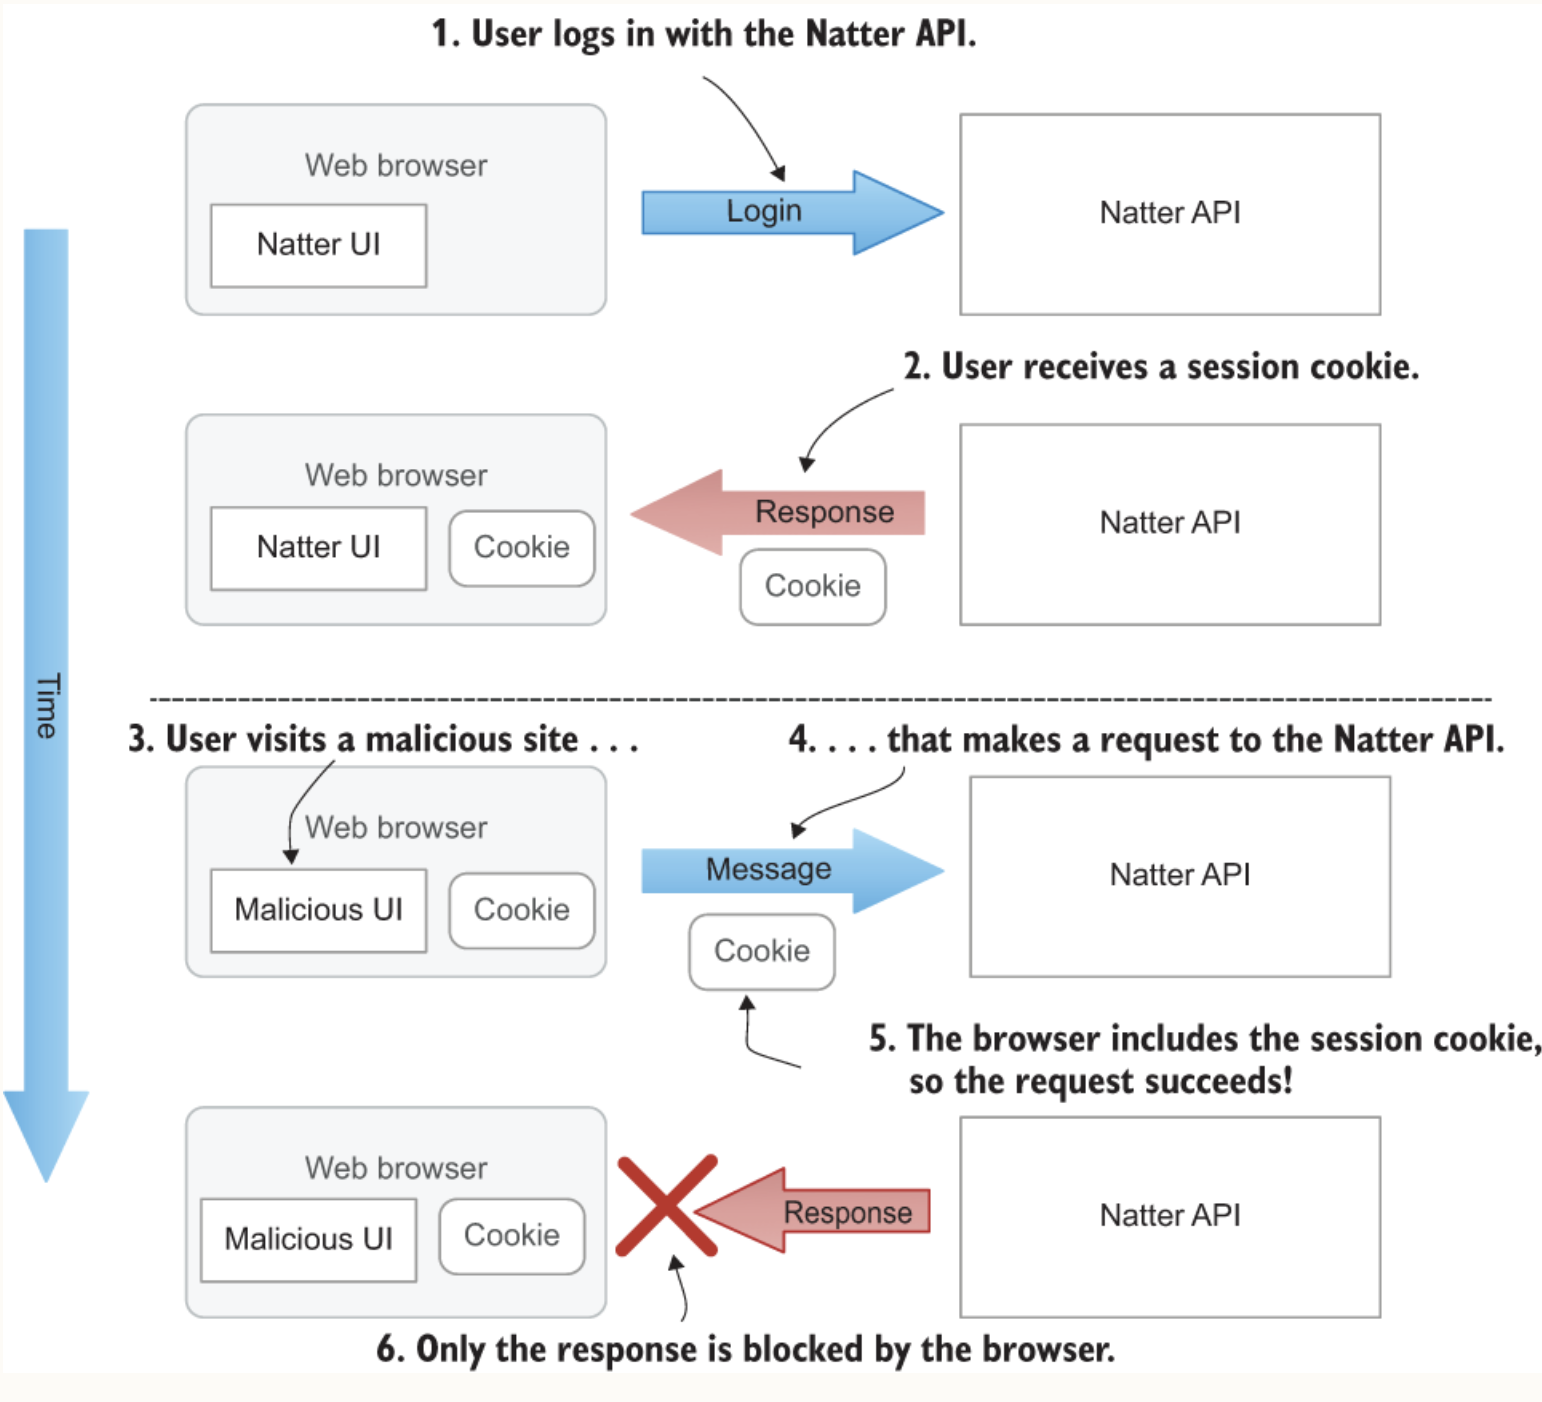 1. User logs in with the Natter API.
Web browser
Natter UI
Login
Natter API
2. User receives a session cookie.
Web browser
Natter UI
Cookie
Response
Cookie
Natter API
Time
3. User visits a malicious site . . .
4. . . . that makes a request to the Natter API.
Web browser
Malicious UI
Cookie
Message
Cookie
Natter API
5. The browser includes the session cookie,
so the request succeeds!
Web browser
Malicious UI
Cookie
Response
Natter API
6. Only the response is blocked by the browser.